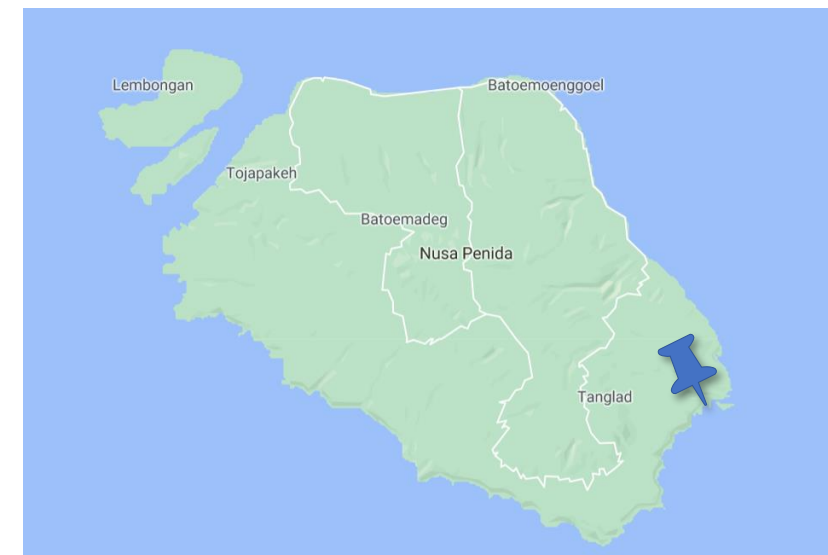 Lembongan
Batoemoenggoel
Tojapakeh
Batoemadeg
Nusa Penida
Tanglad